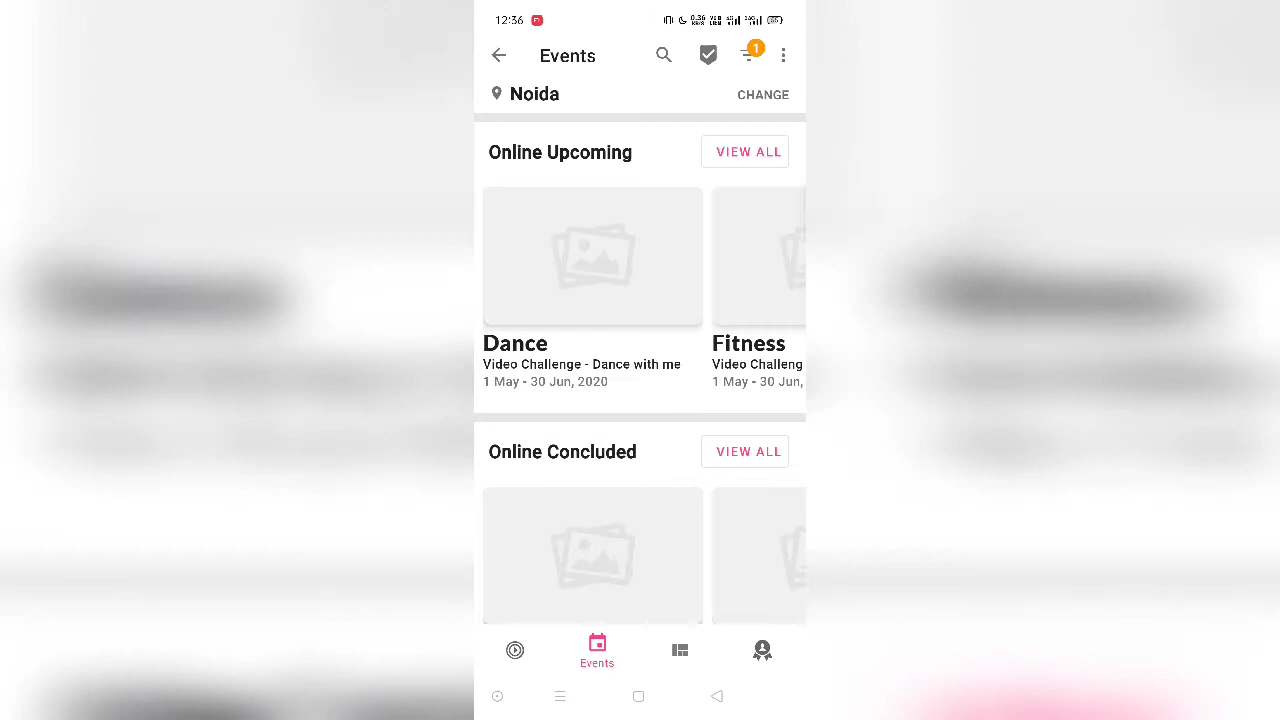 12:36
Events
1
Noida
CHANGE
Online Upcoming
VIEW ALL
Dance
Fitness
Video Challenge - Dance with me
Video Challeng
1 May - 30 Jun, 2020
1 May - 30 Jun,
Online Concluded
VIEW ALL
Events